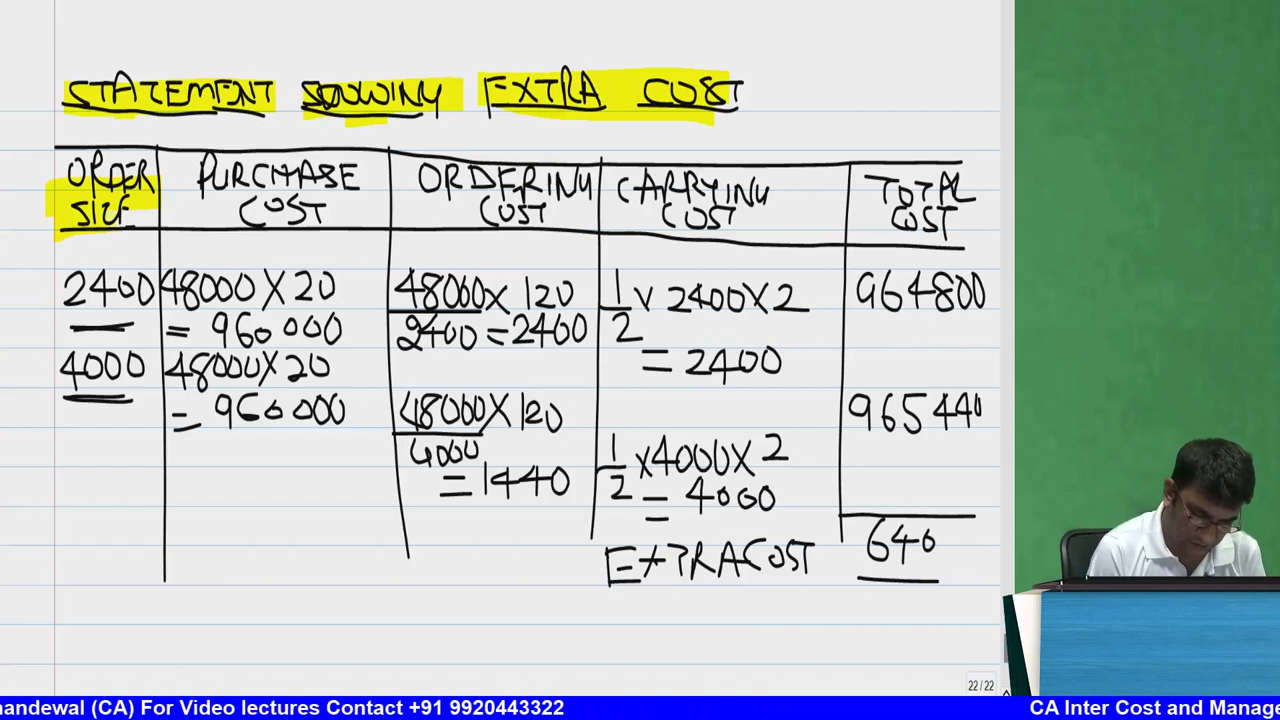 STATEMENT SHOWING EXTRA COST
ORDER SIZE PURCHASE COST ORDERING COST CARRYING COST TOTAL COST
2400 48000 X 20 = 960000 48000/2400 X 120 = 2400 1/2 X 2400 X 2 = 2400 964800
4000 48000 X 20 = 960000 48000/4000 X 120 = 1440 1/2 X 4000 X 2 = 4000 965440
EXTRA COST 640
22/22
handewal (CA) For Video lectures Contact +91 9920443322 CA Inter Cost and Manage